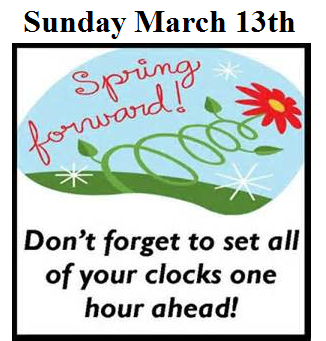 Sunday March 13th
Spring
forward!
Don't forget to set all
of your clocks one
hour ahead!